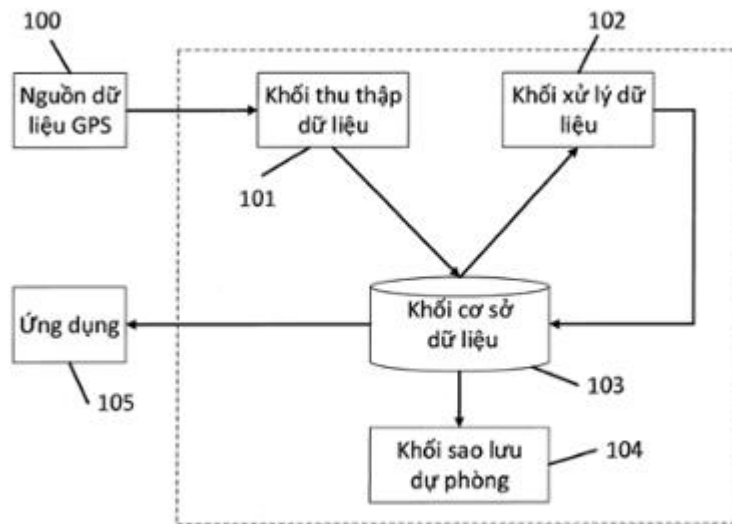 100
102
Nguồn dữ
liệu GPS
Khối thu thập
dữ liệu
Khối xử lý dữ
liệu
101
Ứng dụng
Khối cơ sở
dữ liệu
105
103
Khối sao lưu
dự phòng
104